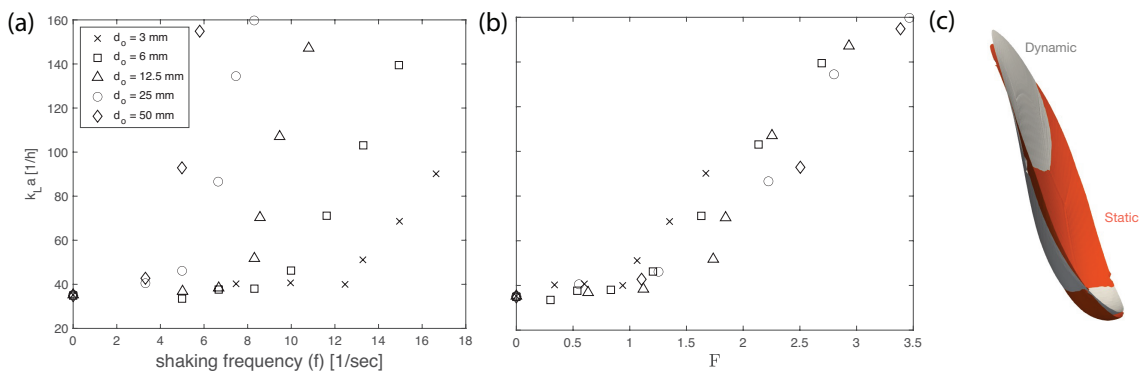 (a)
160
140
120
100
80
60
40
20
k_L a [1/h]
d_o = 3 mm
d_o = 6 mm
d_o = 12.5 mm
d_o = 25 mm
d_o = 50 mm
0 2 4 6 8 10 12 14 16 18
shaking frequency (f) [1/sec]
(b)
0 0.5 1 1.5 2 2.5 3 3.5
F
(c)
Dynamic
Static